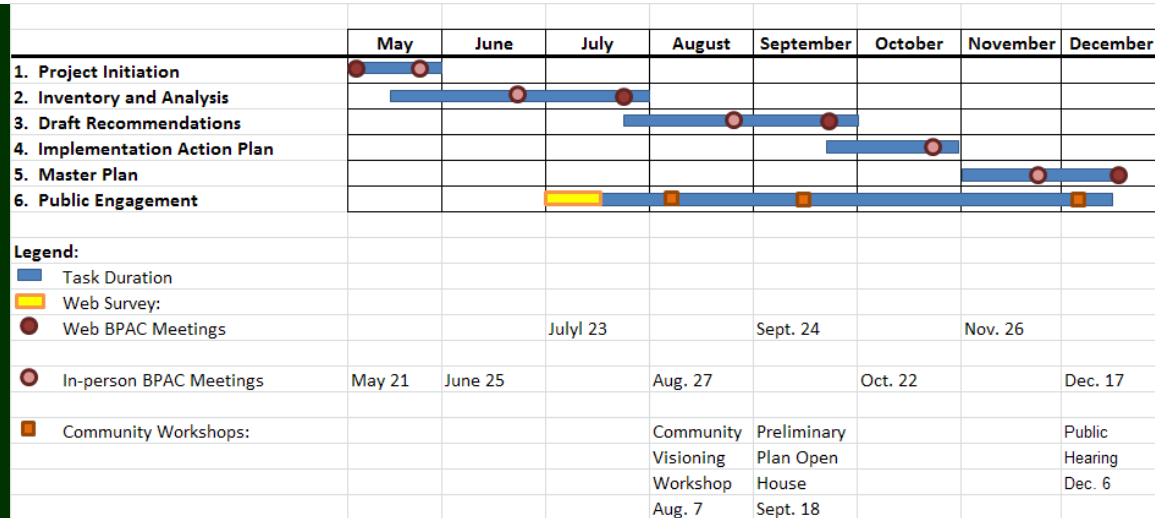 May June July August September October November December
1. Project Initiation
2. Inventory and Analysis
3. Draft Recommendations
4. Implementation Action Plan
5. Master Plan
6. Public Engagement
Legend:
Task Duration
Web Survey:
Web BPAC Meetings Julyl 23 Sept. 24 Nov. 26
In-person BPAC Meetings May 21 June 25 Aug. 27 Oct. 22 Dec. 17
Community Workshops: Community Preliminary Public
Visioning Plan Open Hearing
Workshop House Dec. 6
Aug. 7 Sept. 18